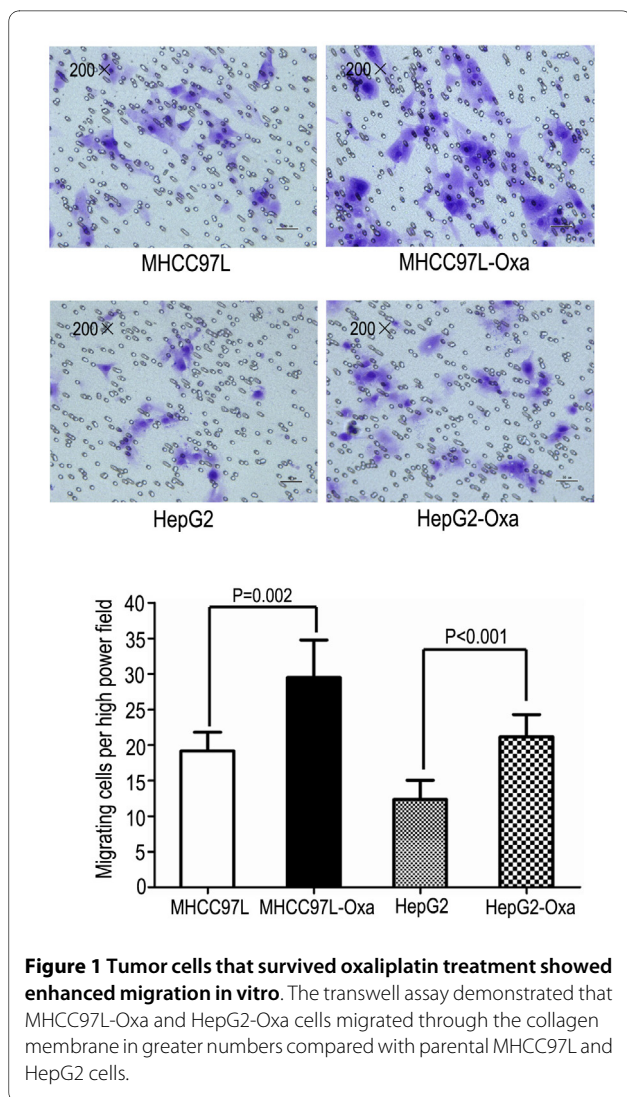 200×
200×
MHCC97L
MHCC97L-Oxa
200×
200×
HepG2
HepG2-Oxa
P=0.002
P<0.001
Migrating cells per high power field
40
35
30
25
20
15
10
5
0
MHCC97L
MHCC97L-Oxa
HepG2
HepG2-Oxa
Figure 1 Tumor cells that survived oxaliplatin treatment showed
enhanced migration in vitro. The transwell assay demonstrated that
MHCC97L-Oxa and HepG2-Oxa cells migrated through the collagen
membrane in greater numbers compared with parental MHCC97L and
HepG2 cells.